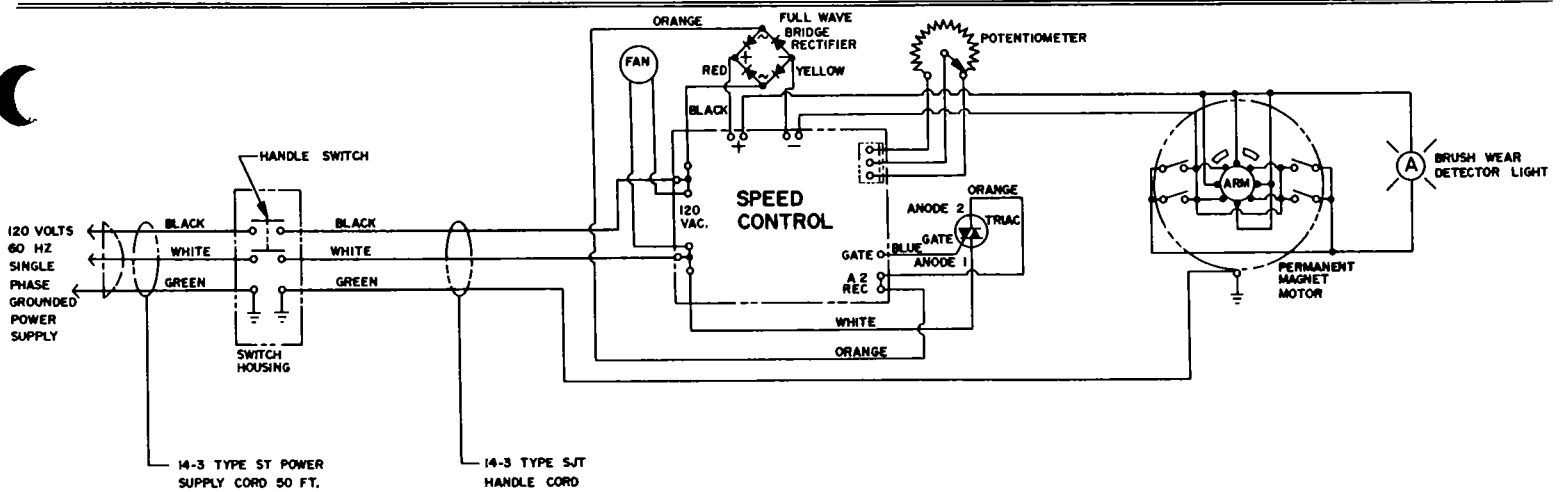 ORANGE
FULL WAVE
BRIDGE
RECTIFIER
POTENTIOMETER
FAN
RED
+
~
~
–
YELLOW
BLACK
+
–
HANDLE SWITCH
BRUSH WEAR
DETECTOR LIGHT
A
ARM
SPEED
CONTROL
120
VAC.
ORANGE
ANODE 2
TRIAC
GATE
ANODE 1
GATE
BLUE
A 2
REC
120 VOLTS
60 HZ
SINGLE
PHASE
GROUNDED
POWER
SUPPLY
BLACK
BLACK
WHITE
WHITE
GREEN
GREEN
PERMANENT
MAGNET
MOTOR
WHITE
ORANGE
SWITCH
HOUSING
14-3 TYPE ST POWER
SUPPLY CORD 50 FT.
14-3 TYPE SJT
HANDLE CORD